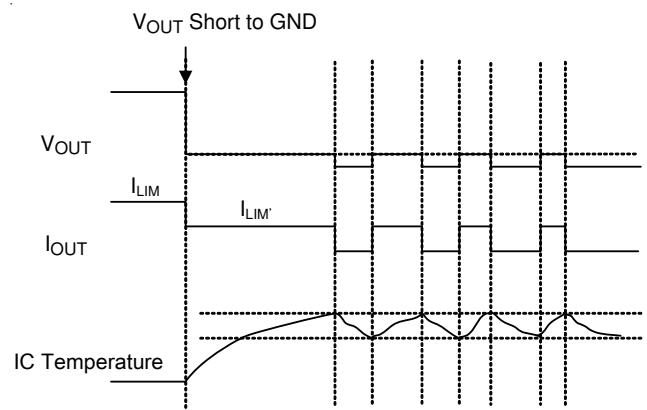 VOUT Short to GND
VOUT
ILIM
ILIM'
IOUT
IC Temperature